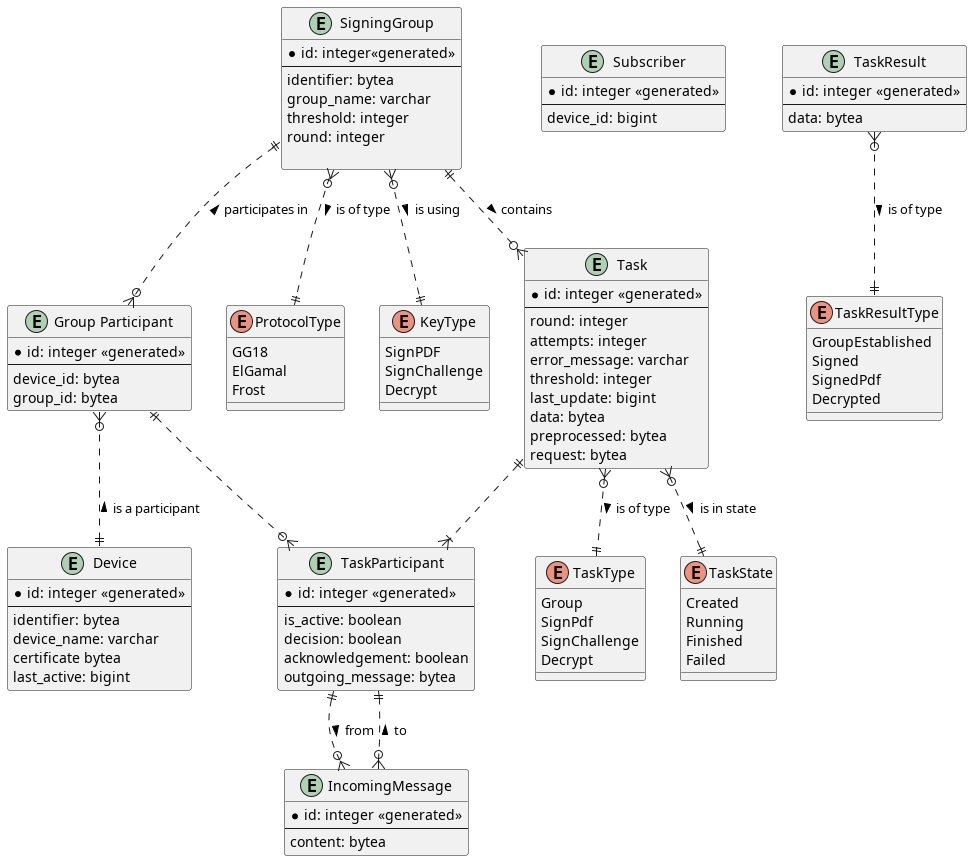 E SigningGroup
id: integer«generated»
identifier: bytea
group_name: varchar
threshold: integer
round: integer
E Subscriber
id: integer «generated»
device_id: bigint
E TaskResult
id: integer «generated»
data: bytea
participates in
is of type
is using
contains
is of type
E Group Participant
id: integer «generated»
device_id: bytea
group_id: bytea
E ProtocolType
GG18
ElGamal
Frost
E KeyType
SignPDF
SignChallenge
Decrypt
E Task
id: integer «generated»
round: integer
attempts: integer
error_message: varchar
threshold: integer
last_update: bigint
data: bytea
preprocessed: bytea
request: bytea
E TaskResultType
GroupEstablished
Signed
SignedPdf
Decrypted
is a participant
is of type
is in state
E Device
id: integer «generated»
identifier: bytea
device_name: varchar
certificate bytea
last_active: bigint
E TaskParticipant
id: integer «generated»
is_active: boolean
decision: boolean
acknowledgement: boolean
outgoing_message: bytea
E TaskType
Group
SignPdf
SignChallenge
Decrypt
E TaskState
Created
Running
Finished
Failed
from
to
E IncomingMessage
id: integer «generated»
content: bytea